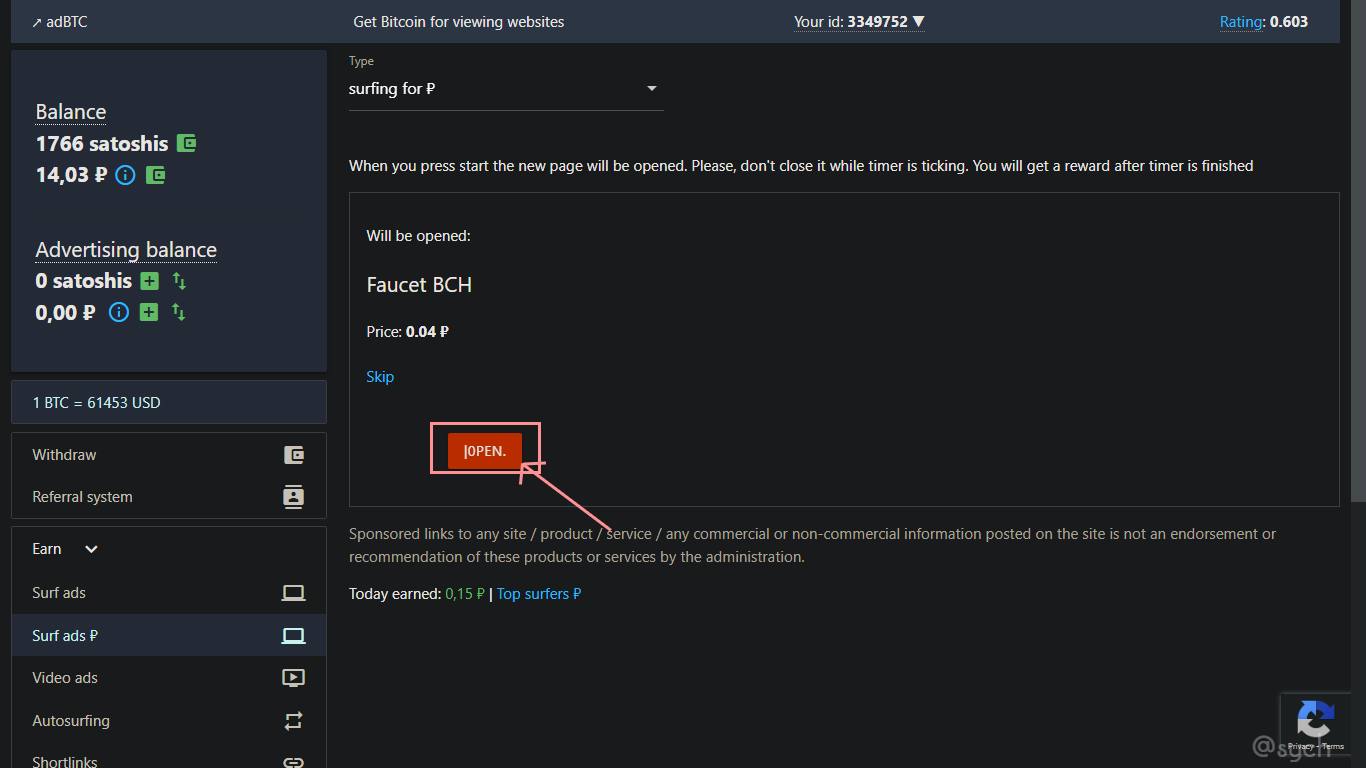 ↗ adBTC
Get Bitcoin for viewing websites
Your id: 3349752 ▼
Rating: 0.603
Balance
1766 satoshis
14,03 ₽
Advertising balance
0 satoshis
0,00 ₽
1 BTC = 61453 USD
Withdraw
Referral system
Earn
Surf ads
Surf ads ₽
Video ads
Autosurfing
Shortlinks
Type
surfing for ₽
When you press start the new page will be opened. Please, don't close it while timer is ticking. You will get a reward after timer is finished
Will be opened:
Faucet BCH
Price: 0.04 ₽
Skip
|0PEN.
Sponsored links to any site / product / service / any commercial or non-commercial information posted on the site is not an endorsement or
recommendation of these products or services by the administration.
Today earned: 0,15 ₽ | Top surfers ₽
Privacy - Terms
@sych